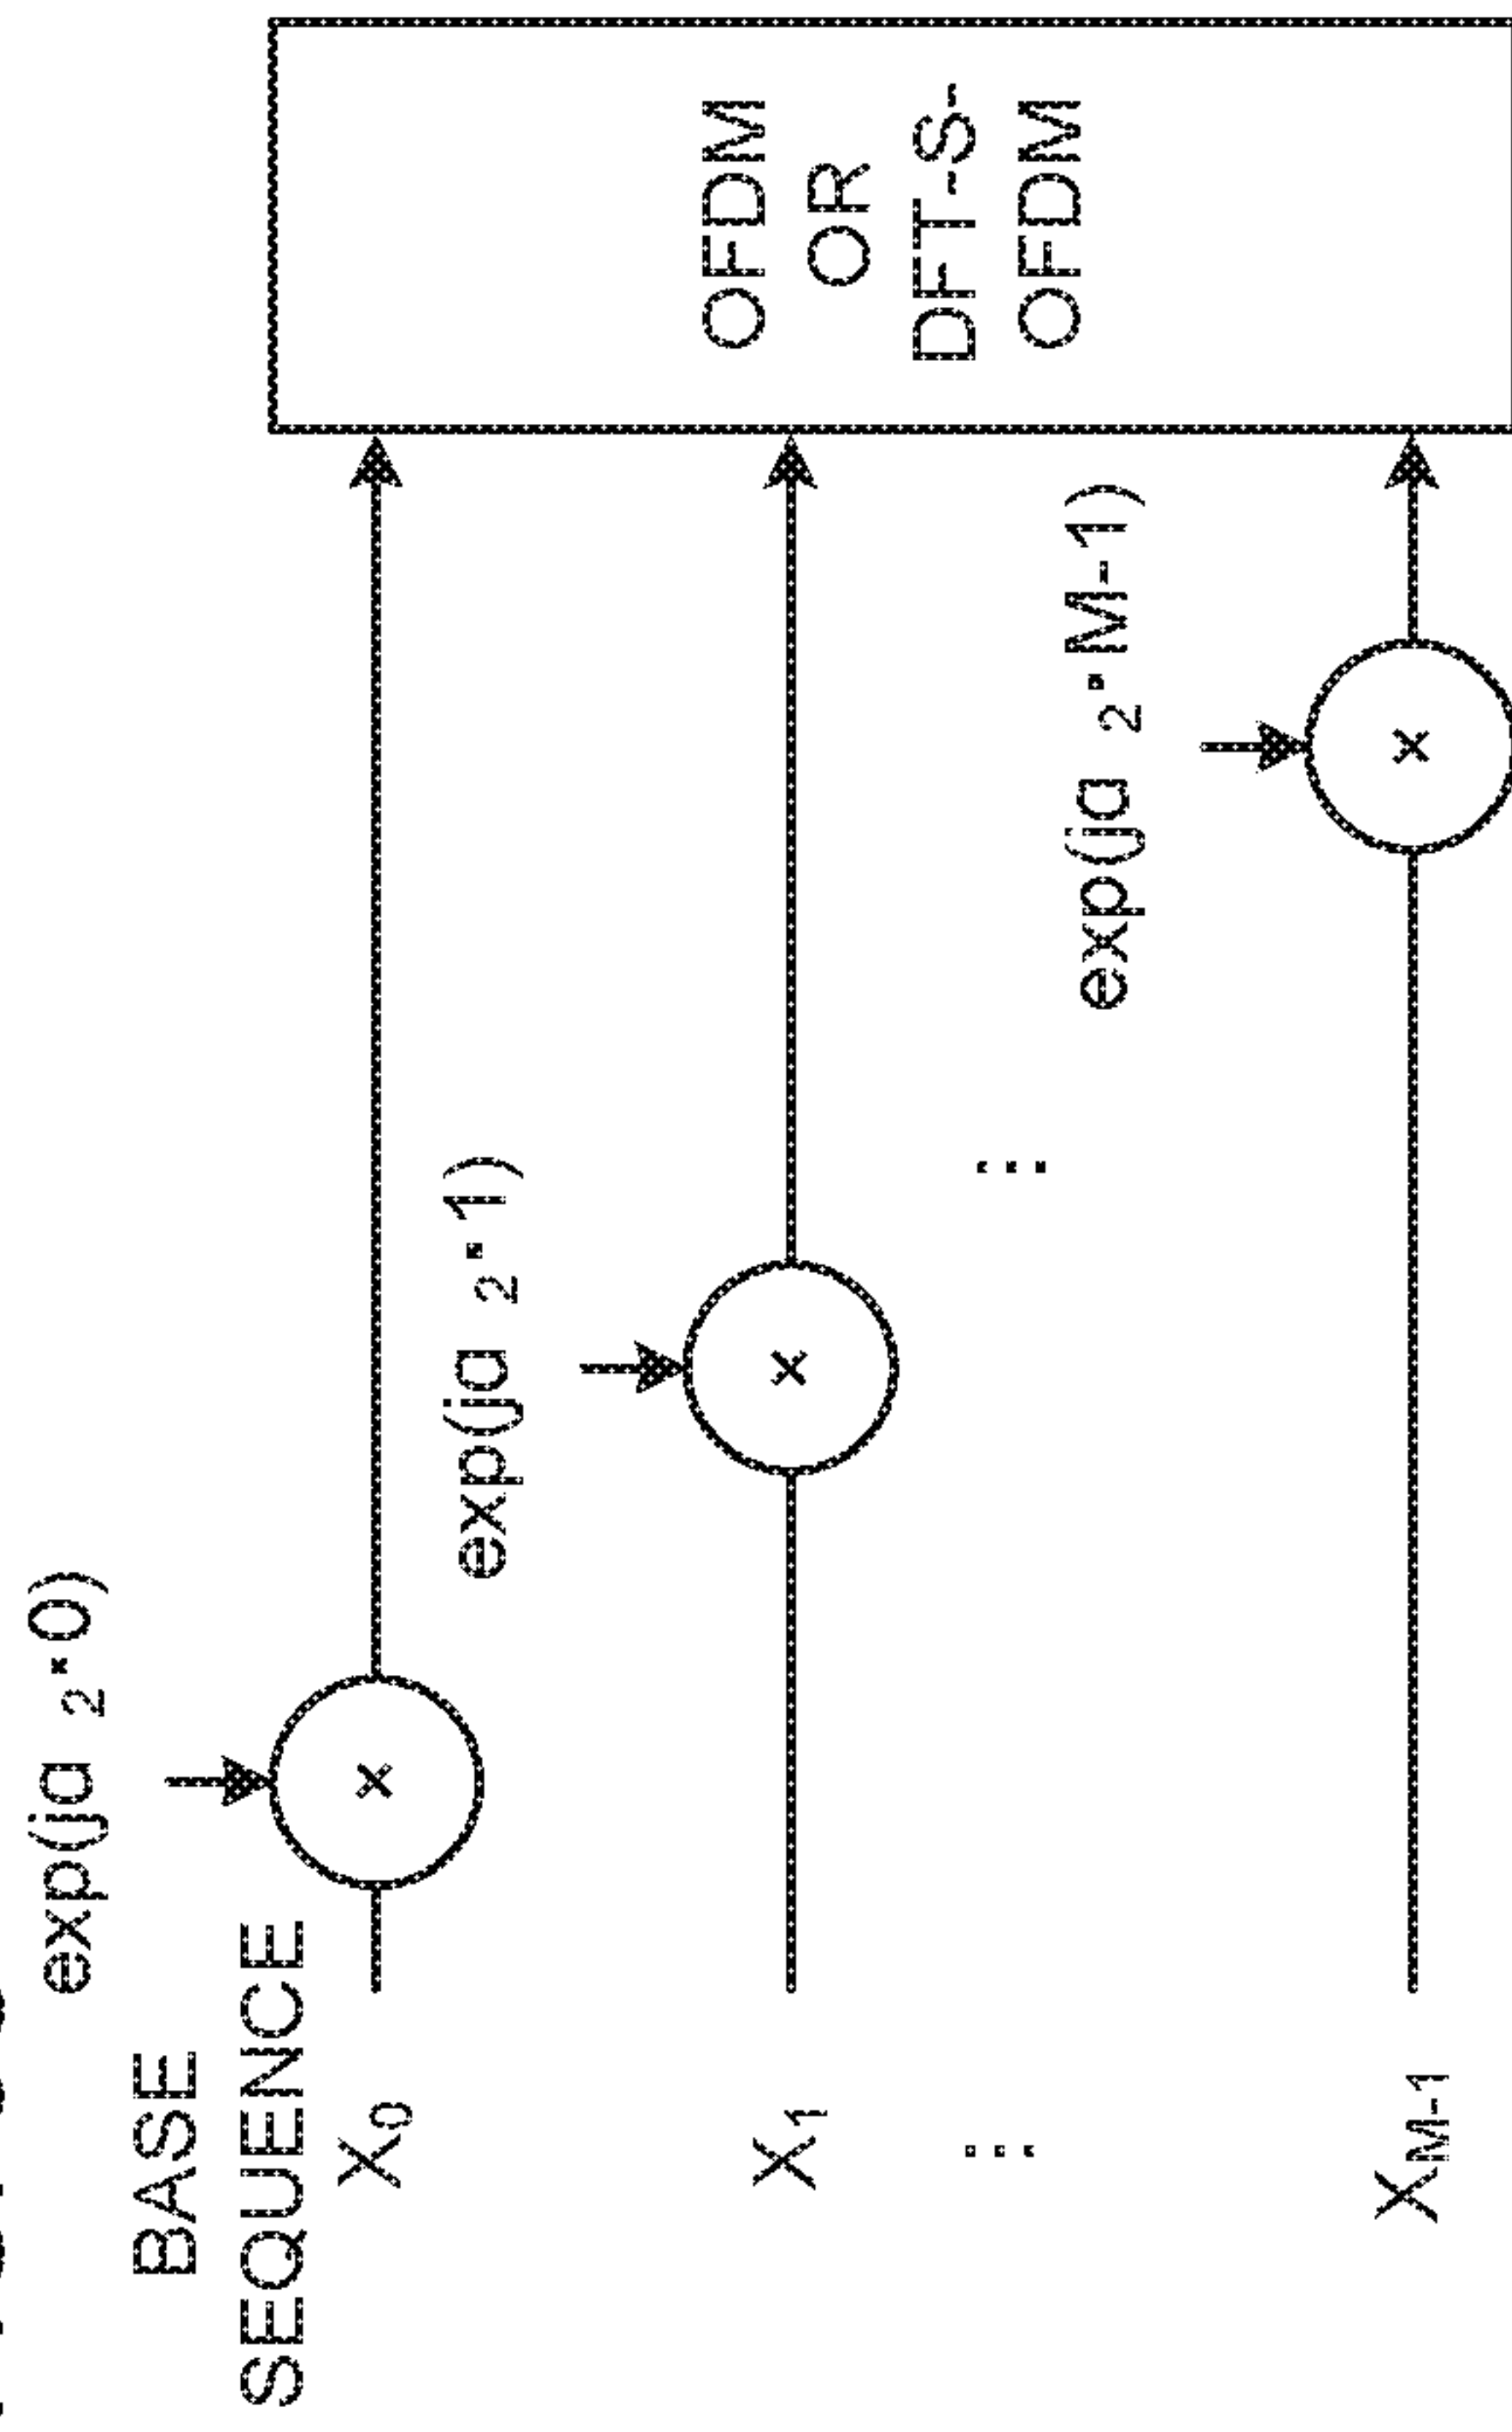 exp(jα ₂*0)
BASE
SEQUENCE
X₀
exp(jα ₂*1)
X₁
...
...
exp(jα ₂*M-1)
X_{M-1}
OFDM
OR
DFT-S-
OFDM